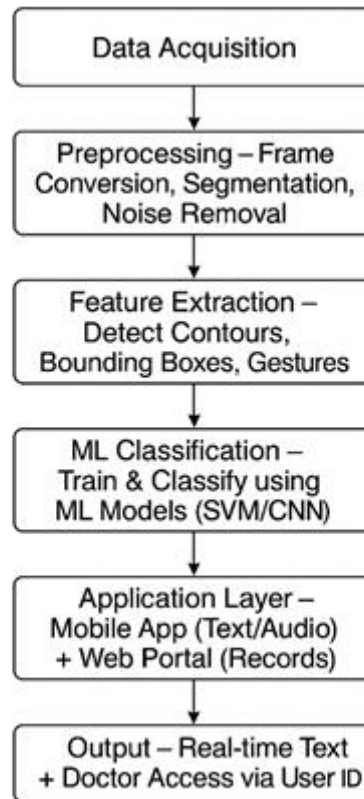 Data Acquisition
Preprocessing – Frame
Conversion, Segmentation,
Noise Removal
Feature Extraction –
Detect Contours,
Bounding Boxes, Gestures
ML Classification –
Train & Classify using
ML Models (SVM/CNN)
Application Layer –
Mobile App (Text/Audio)
+ Web Portal (Records)
Output – Real-time Text
+ Doctor Access via User ID